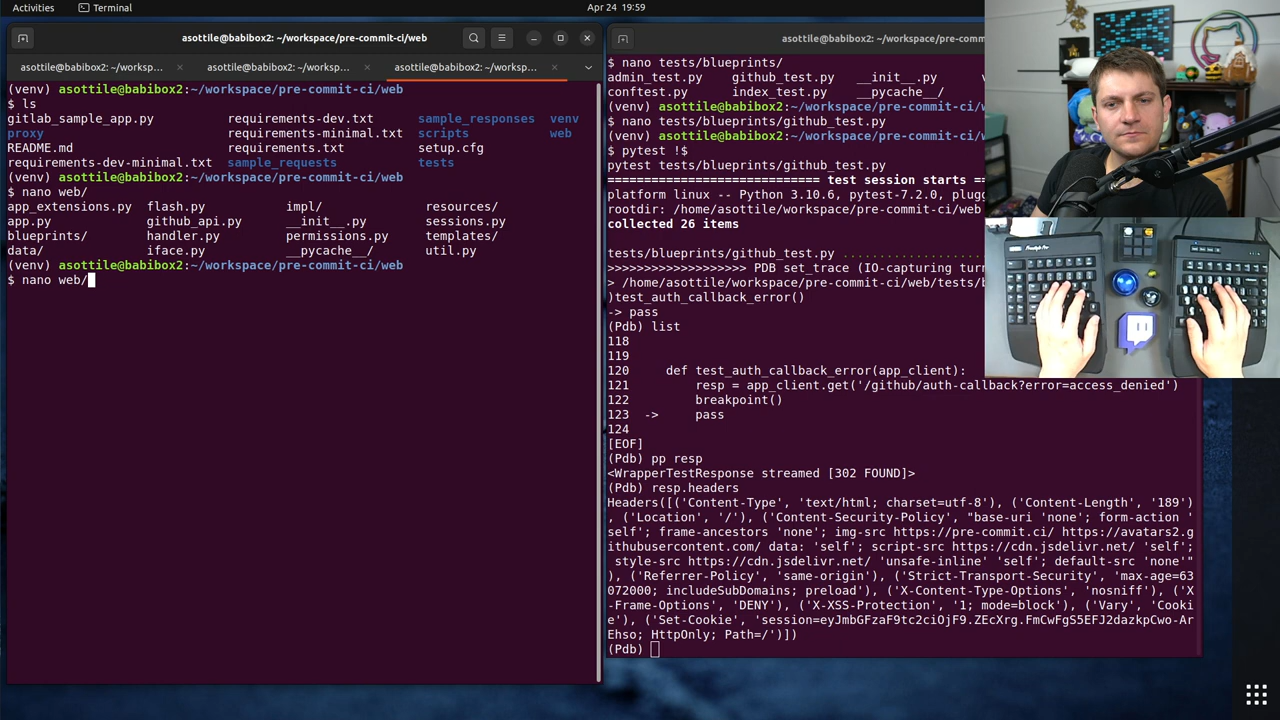 Activities
Terminal
Apr 24 19:59
asottile@babibox2: ~/workspace/pre-commit-ci/web
asottile@babibox2: ~/worksp...
asottile@babibox2: ~/worksp...
asottile@babibox2: ~/worksp...
(venv) asottile@babibox2:~/workspace/pre-commit-ci/web
$ ls
gitlab_sample_app.py requirements-dev.txt sample_responses venv
proxy requirements-minimal.txt scripts web
README.md requirements.txt setup.cfg
requirements-dev-minimal.txt sample_requests tests
(venv) asottile@babibox2:~/workspace/pre-commit-ci/web
$ nano web/
app_extensions.py flash.py impl/ resources/
app.py github_api.py __init__.py sessions.py
blueprints/ handler.py permissions.py templates/
data/ iface.py __pycache__/ util.py
(venv) asottile@babibox2:~/workspace/pre-commit-ci/web
$ nano web/
asottile@babibox2: ~/workspace/pre-comm
$ nano tests/blueprints/
admin_test.py github_test.py __init__.py
conftest.py index_test.py __pycache__/
(venv) asottile@babibox2:~/workspace/pre-commit-ci/w
$ nano tests/blueprints/github_test.py
(venv) asottile@babibox2:~/workspace/pre-commit-ci/w
$ pytest !$
pytest tests/blueprints/github_test.py
============================ test session starts ==
platform linux -- Python 3.10.6, pytest-7.2.0, plugg
rootdir: /home/asottile/workspace/pre-commit-ci/web
collected 26 items
tests/blueprints/github_test.py ...................
>>>>>>>>>>>>>>>>>>> PDB set_trace (IO-capturing turn
> /home/asottile/workspace/pre-commit-ci/web/tests/b
)test_auth_callback_error()
-> pass
(Pdb) list
118
119
120 def test_auth_callback_error(app_client):
121 resp = app_client.get('/github/auth-callback?error=access_denied')
122 breakpoint()
123 -> pass
124
[EOF]
(Pdb) pp resp
<WrapperTestResponse streamed [302 FOUND]>
(Pdb) resp.headers
Headers([('Content-Type', 'text/html; charset=utf-8'), ('Content-Length', '189')
, ('Location', '/'), ('Content-Security-Policy', "base-uri 'none'; form-action '
self'; frame-ancestors 'none'; img-src https://pre-commit.ci/ https://avatars2.g
ithubusercontent.com/ data: 'self'; script-src https://cdn.jsdelivr.net/ 'self';
style-src https://cdn.jsdelivr.net/ 'unsafe-inline' 'self'; default-src 'none'"
), ('Referrer-Policy', 'same-origin'), ('Strict-Transport-Security', 'max-age=63
072000; includeSubDomains; preload'), ('X-Content-Type-Options', 'nosniff'), ('X
-Frame-Options', 'DENY'), ('X-XSS-Protection', '1; mode=block'), ('Vary', 'Cooki
e'), ('Set-Cookie', 'session=eyJmbGFzaF9tc2ciOjF9.ZEcXrg.FmCwFgS5EFJ2dazkpCwo-Ar
Ehso; HttpOnly; Path=/')])
(Pdb)